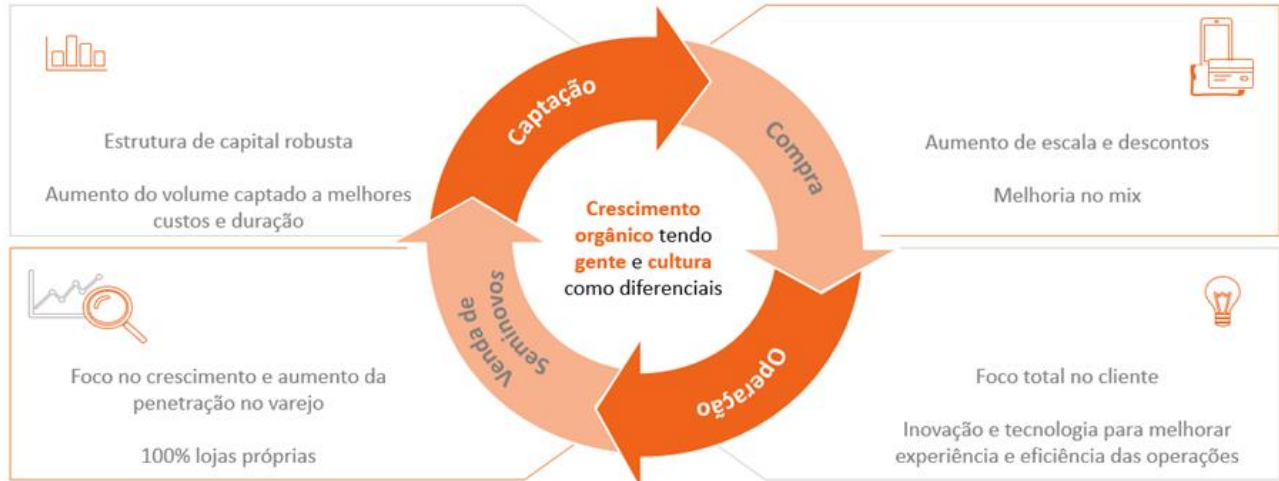 Captação
Compra
Operação
Venda de
Seminovos
Estrutura de capital robusta
Aumento do volume captado a melhores
custos e duração
Aumento de escala e descontos
Melhoria no mix
Crescimento
orgânico tendo
gente e cultura
como diferenciais
Foco no crescimento e aumento da
penetração no varejo
100% lojas próprias
Foco total no cliente
Inovação e tecnologia para melhorar
experiência e eficiência das operações